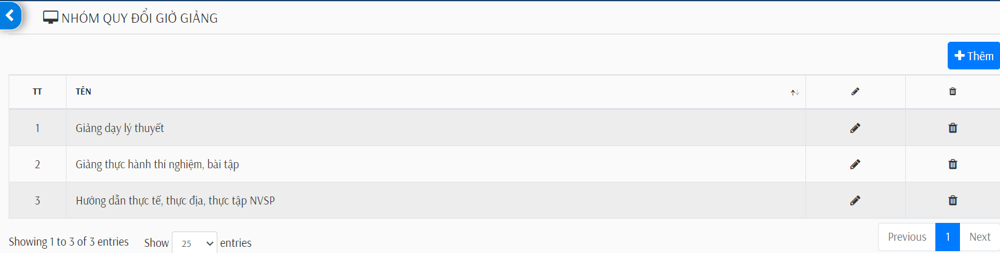 NHÓM QUY ĐỔI GIỜ GIẢNG
Thêm
TT TÊN
1 Giảng dạy lý thuyết
2 Giảng thực hành thí nghiệm, bài tập
3 Hướng dẫn thực tế, thực địa, thực tập NVSP
Showing 1 to 3 of 3 entries Show 25 entries Previous 1 Next